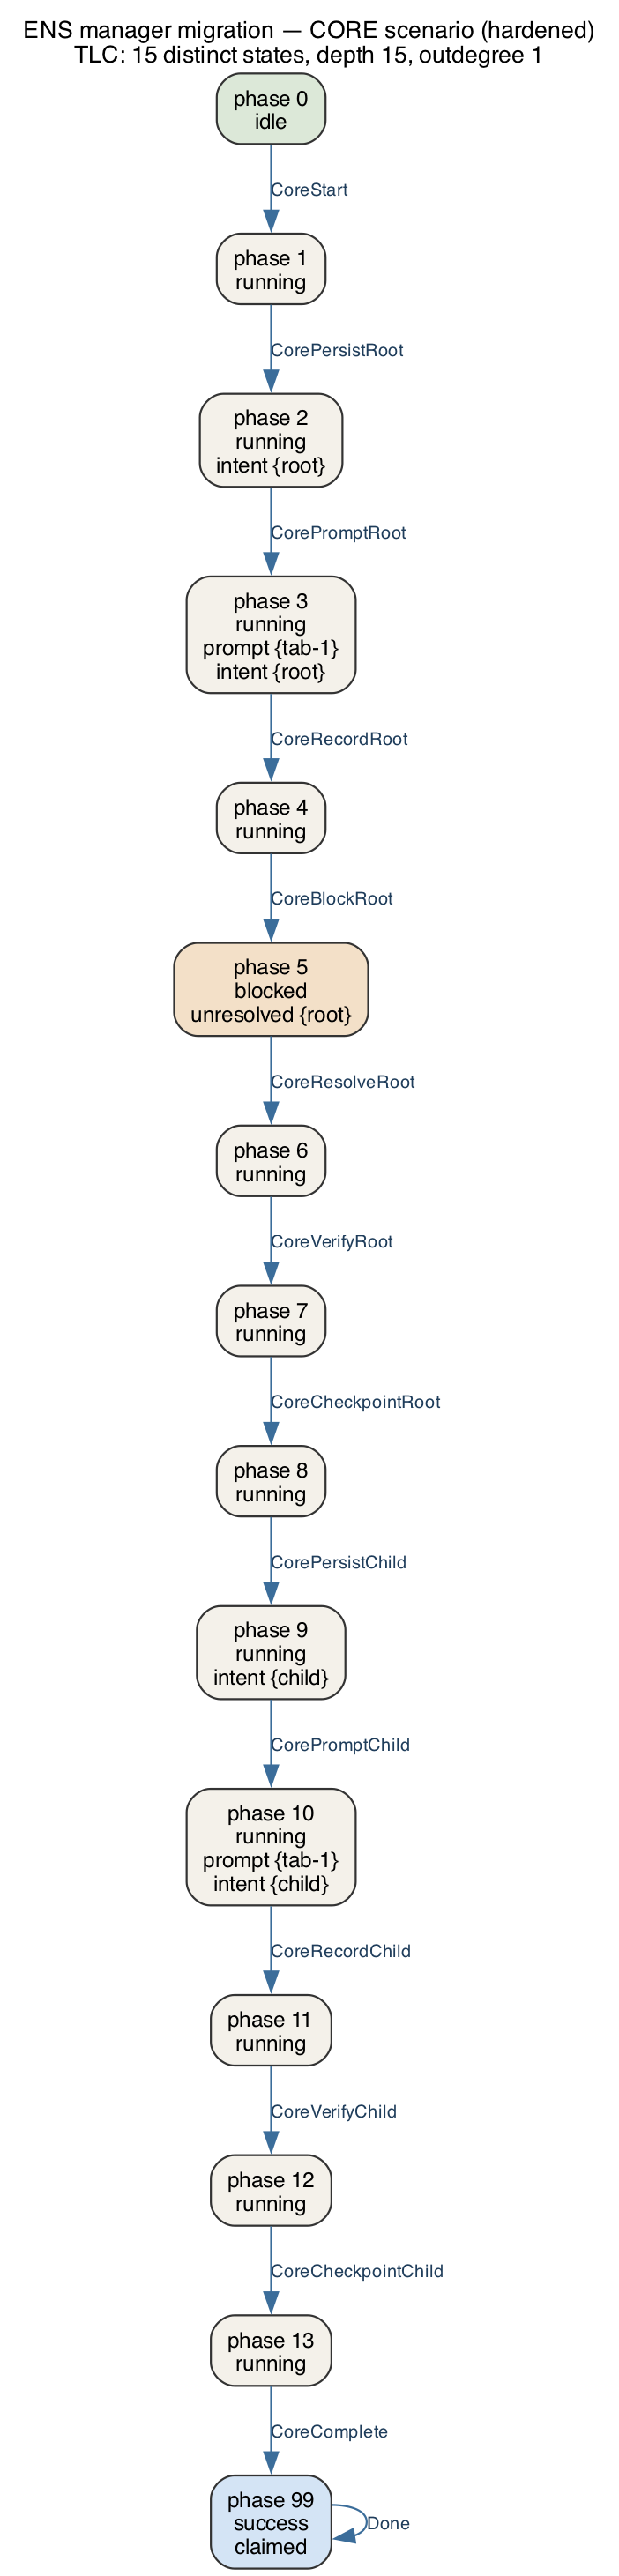 ENS manager migration — CORE scenario (hardened)
TLC: 15 distinct states, depth 15, outdegree 1
phase 0
idle
CoreStart
phase 1
running
CorePersistRoot
phase 2
running
intent {root}
CorePromptRoot
phase 3
running
prompt {tab-1}
intent {root}
CoreRecordRoot
phase 4
running
CoreBlockRoot
phase 5
blocked
unresolved {root}
CoreResolveRoot
phase 6
running
CoreVerifyRoot
phase 7
running
CoreCheckpointRoot
phase 8
running
CorePersistChild
phase 9
running
intent {child}
CorePromptChild
phase 10
running
prompt {tab-1}
intent {child}
CoreRecordChild
phase 11
running
CoreVerifyChild
phase 12
running
CoreCheckpointChild
phase 13
running
CoreComplete
phase 99
success
claimed
Done